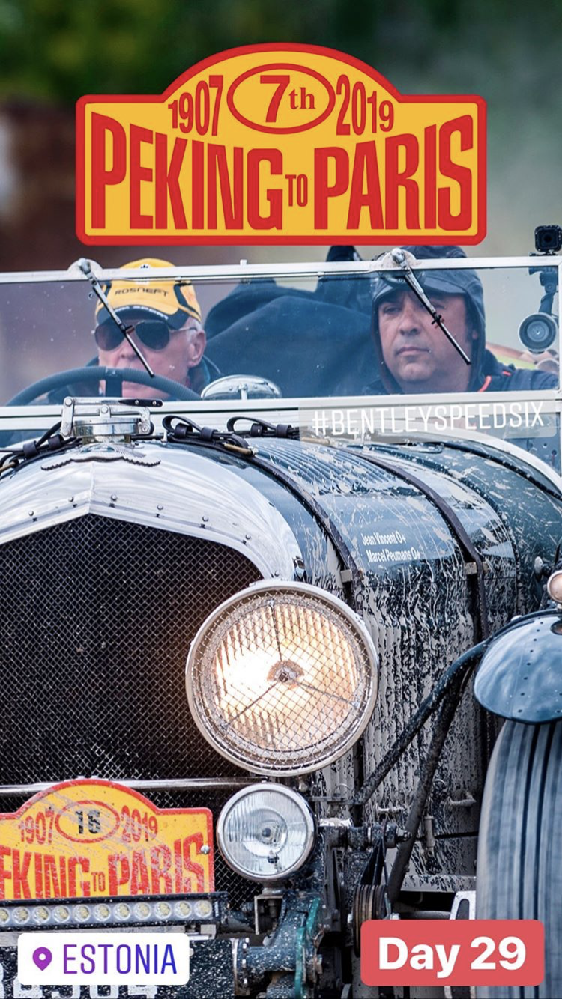 1907 7th 2019
PEKING TO PARIS
ROSNEFT
#BENTLEYSPEEDSIX
Jean Vincent O+
Marcel Peumans O+
1907 16 2019
PEKING TO PARIS
ESTONIA
Day 29